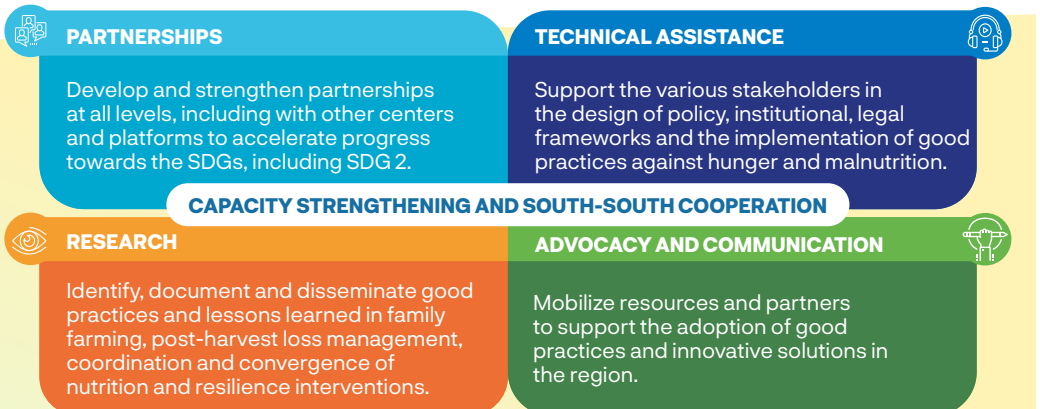 PARTNERSHIPS
Develop and strengthen partnerships
at all levels, including with other centers
and platforms to accelerate progress
towards the SDGs, including SDG 2.
TECHNICAL ASSISTANCE
Support the various stakeholders in
the design of policy, institutional, legal
frameworks and the implementation of good
practices against hunger and malnutrition.
CAPACITY STRENGTHENING AND SOUTH-SOUTH COOPERATION
RESEARCH
Identify, document and disseminate good
practices and lessons learned in family
farming, post-harvest loss management,
coordination and convergence of
nutrition and resilience interventions.
ADVOCACY AND COMMUNICATION
Mobilize resources and partners
to support the adoption of good
practices and innovative solutions in
the region.